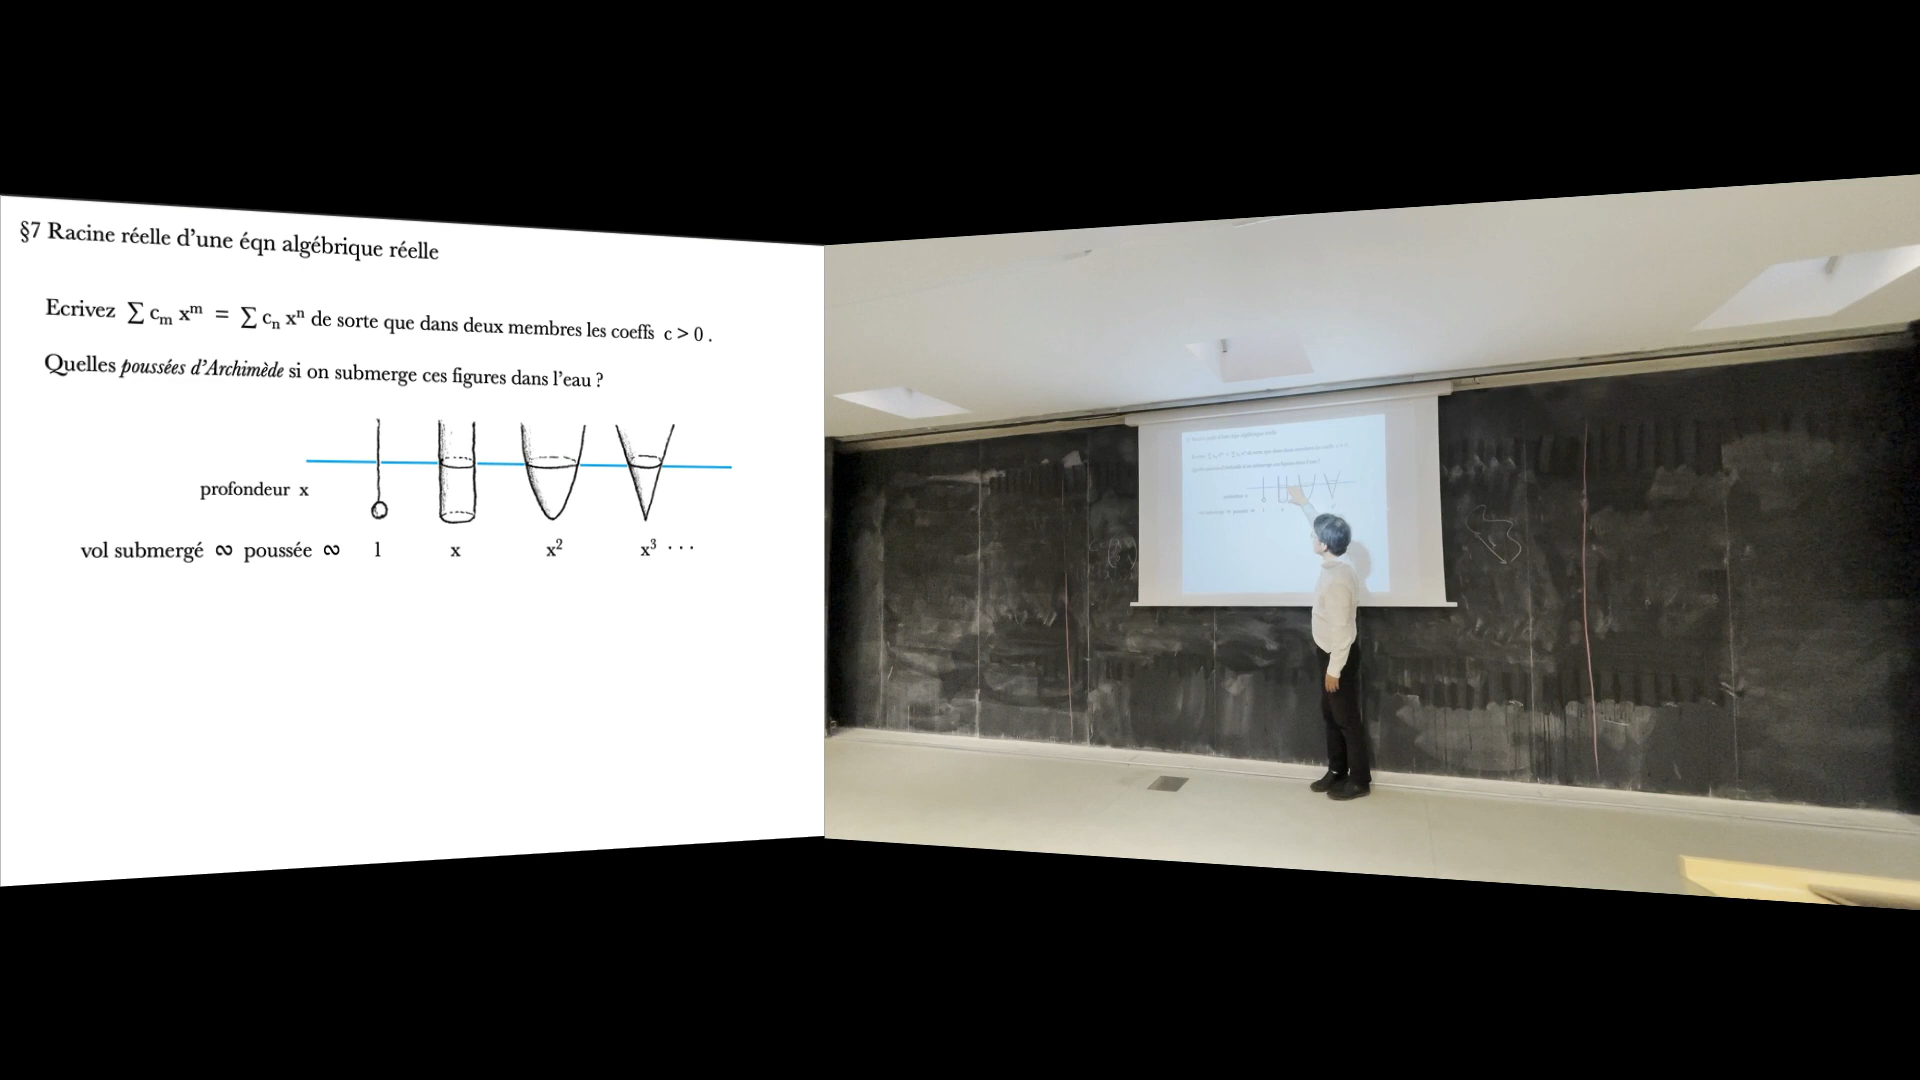 §7 Racine réelle d'une éqn algébrique réelle
Ecrivez ∑ cₘ xᵐ = ∑ cₙ xⁿ de sorte que dans deux membres les coeffs c > 0 .
Quelles poussées d'Archimède si on submerge ces figures dans l'eau ?
profondeur x
vol submergé ∞ poussée ∞ 1 x x² x³ · · ·